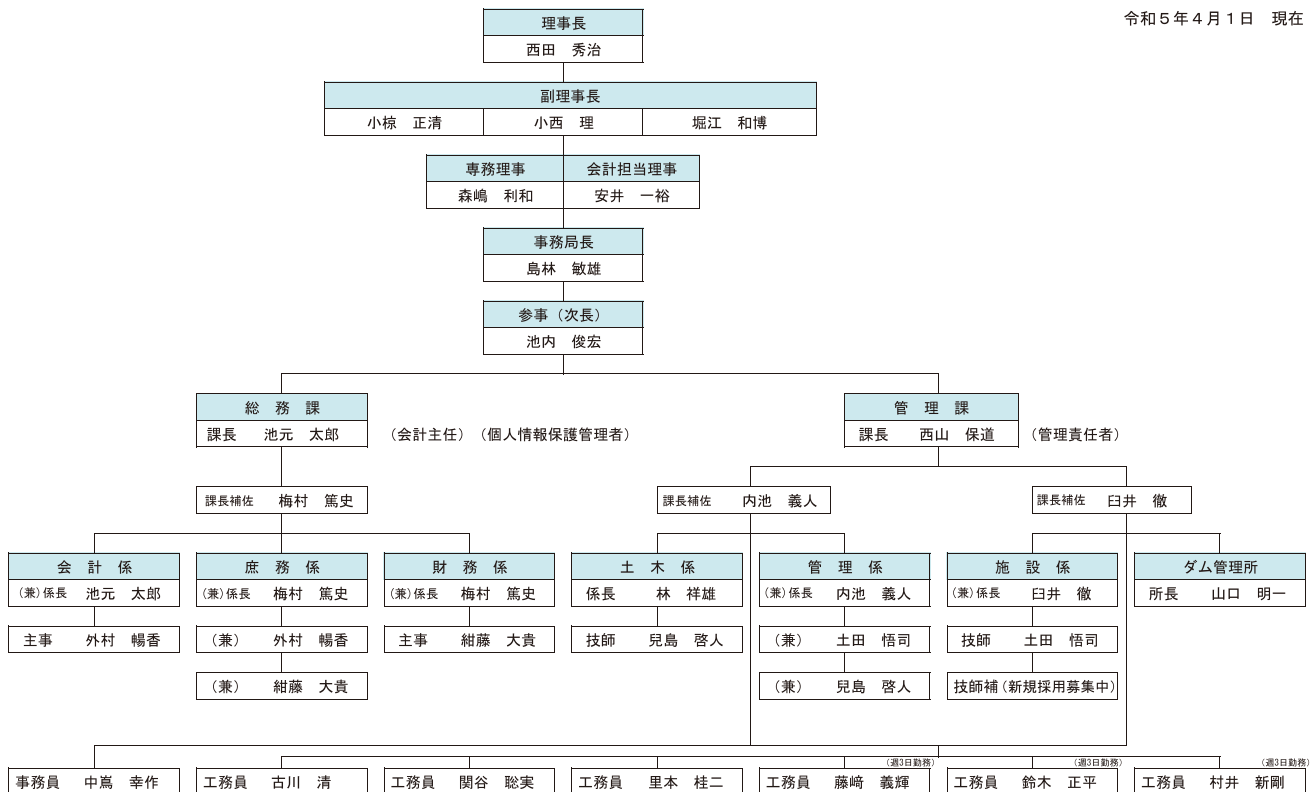 令和５年４月１日　現在
理事長
西田　秀治
副理事長
小椋　正清　小西　理　堀江　和博
専務理事　会計担当理事
森嶋　利和　安井　一裕
事務局長
島林　敏雄
参事（次長）
池内　俊宏
総　務　課　管　理　課
課長　池元　太郎　（会計主任）（個人情報保護管理者）　課長　西山　保道　（管理責任者）
課長補佐　梅村　篤史　課長補佐　内池　義人　課長補佐　臼井　徹
会　計　係　庶　務　係　財　務　係　土　木　係　管　理　係　施　設　係　ダム管理所
（兼）係長　池元　太郎　（兼）係長　梅村　篤史　（兼）係長　梅村　篤史　係長　林　祥雄　（兼）係長　内池　義人　（兼）係長　臼井　徹　所長　山口　明一
主事　外村　暢香　（兼）　外村　暢香　主事　紺藤　大貴　技師　兒島　啓人　（兼）　土田　悟司　技師　土田　悟司
（兼）　紺藤　大貴　（兼）　兒島　啓人　技師補（新規採用募集中）
（週3日勤務）　（週3日勤務）　（週3日勤務）
事務員　中嶌　幸作　工務員　古川　清　工務員　関谷　聡実　工務員　里本　桂二　工務員　藤﨑　義輝　工務員　鈴木　正平　工務員　村井　新剛